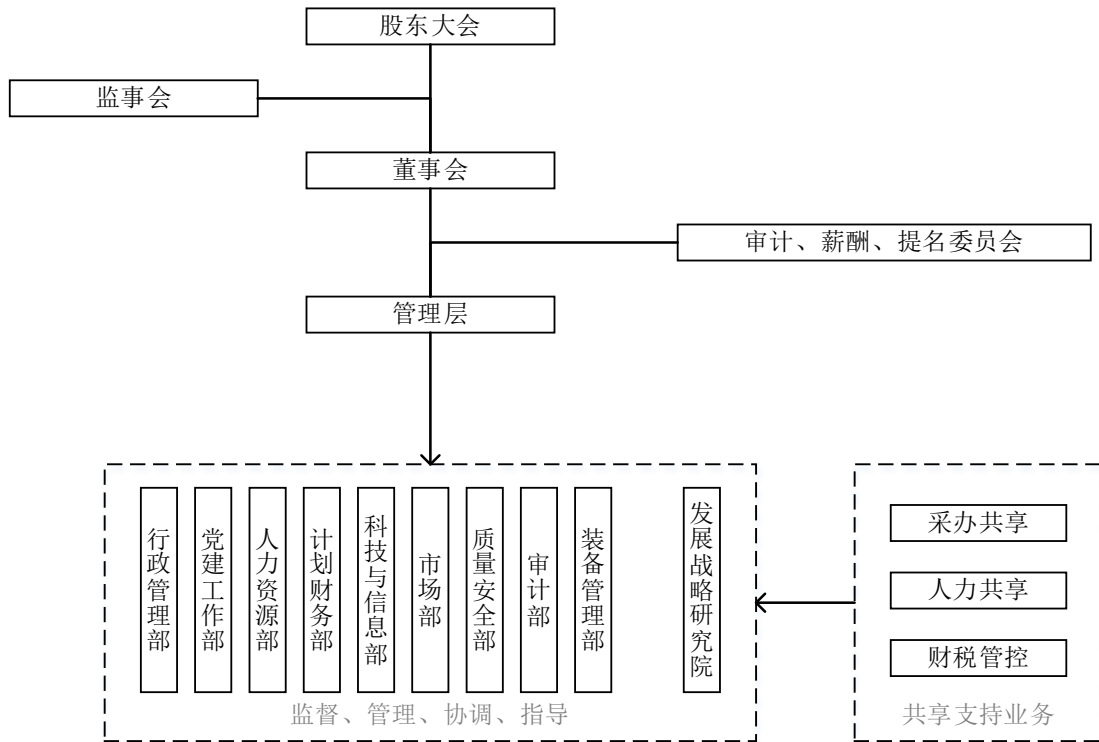 股东大会
监事会
董事会
审计、薪酬、提名委员会
管理层
行政管理部
党建工作部
人力资源部
计划财务部
科技与信息部
市场部
质量安全部
审计部
装备管理部
发展战略研究院
监督、管理、协调、指导
采办共享
人力共享
财税管控
共享支持业务